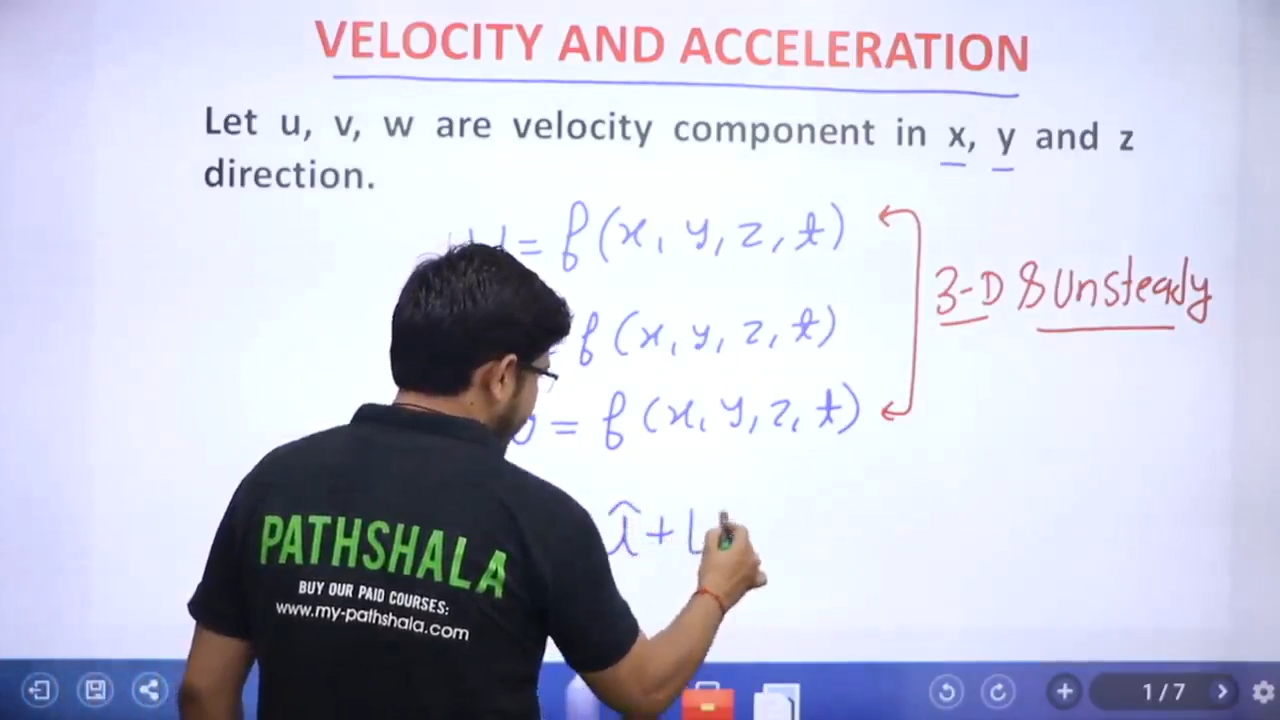 VELOCITY AND ACCELERATION
Let u, v, w are velocity component in x, y and z
direction.
= f(x, y, z, t)
= f(x, y, z, t)
= f(x, y, z, t)
3-D & Unsteady
î +
PATHSHALA
BUY OUR PAID COURSES:
www.my-pathshala.com
1 / 7